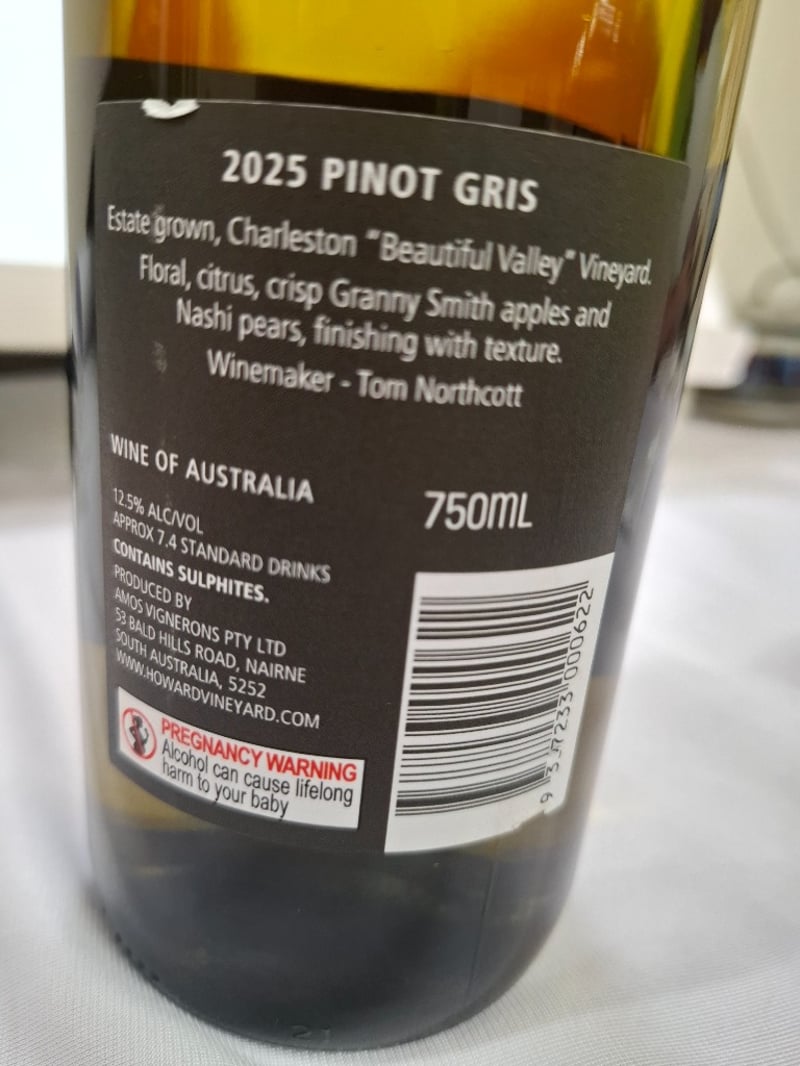 2025 PINOT GRIS
Estate grown, Charleston "Beautiful Valley" Vineyard.
Floral, citrus, crisp Granny Smith apples and
Nashi pears, finishing with texture.
Winemaker - Tom Northcott
WINE OF AUSTRALIA
12.5% ALC/VOL
APPROX 7.4 STANDARD DRINKS
CONTAINS SULPHITES.
PRODUCED BY
AMOS VIGNERONS PTY LTD
53 BALD HILLS ROAD, NAIRNE
SOUTH AUSTRALIA, 5252
WWW.HOWARDVINEYARD.COM
PREGNANCY WARNING
Alcohol can cause lifelong
harm to your baby
750ML
21